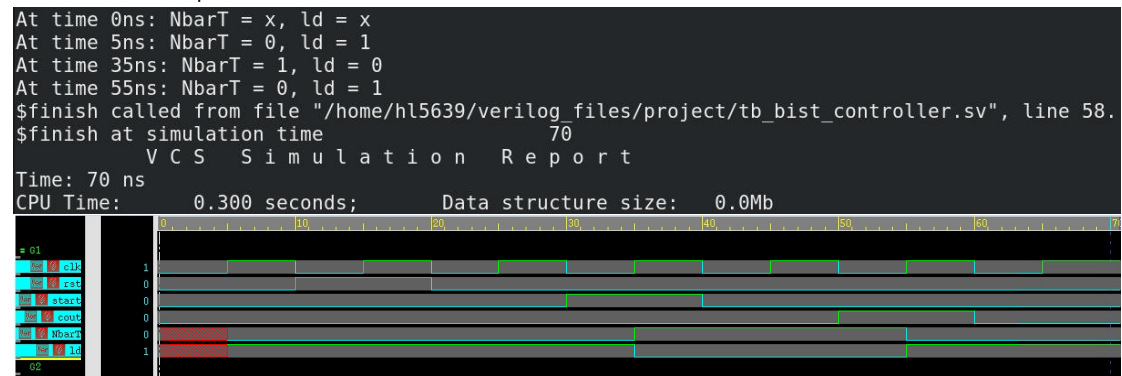 At time 0ns: NbarT = x, ld = x
At time 5ns: NbarT = 0, ld = 1
At time 35ns: NbarT = 1, ld = 0
At time 55ns: NbarT = 0, ld = 1
$finish called from file "/home/hl5639/verilog_files/project/tb_bist_controller.sv", line 58.
$finish at simulation time 70
V C S S i m u l a t i o n R e p o r t
Time: 70 ns
CPU Time: 0.300 seconds; Data structure size: 0.0Mb
0 10 20 30 40 50 60 7
= G1
clk 1
rst 0
start 0
cout 0
NbarT 0
ld 1
G2